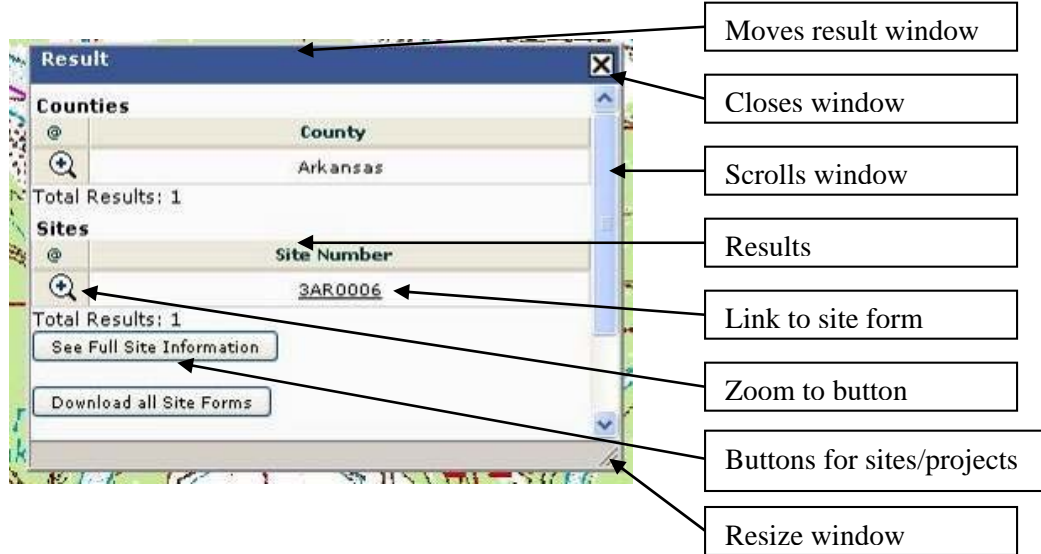 Result
Counties
@ County
Arkansas
Total Results: 1
Sites
@ Site Number
3AR0006
Total Results: 1
See Full Site Information
Download all Site Forms
Moves result window
Closes window
Scrolls window
Results
Link to site form
Zoom to button
Buttons for sites/projects
Resize window